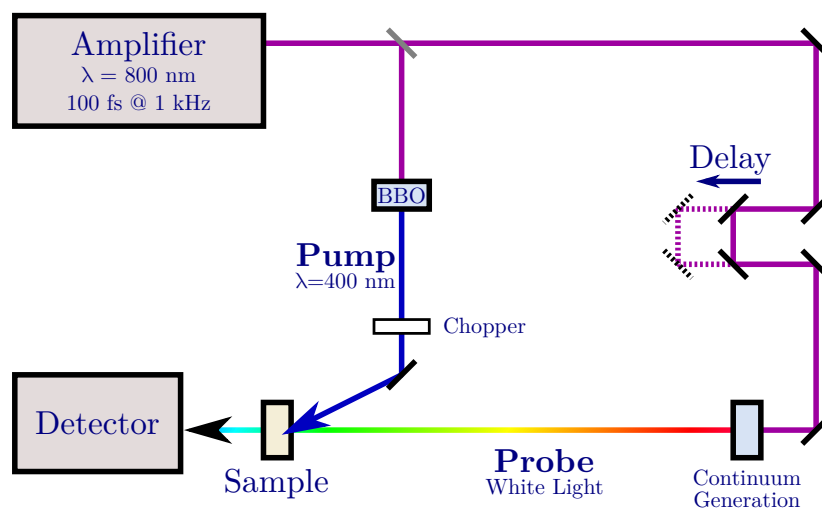 Amplifier
λ = 800 nm
100 fs @ 1 kHz
Delay
BBO
Pump
λ=400 nm
Chopper
Detector
Sample
Probe
White Light
Continuum
Generation